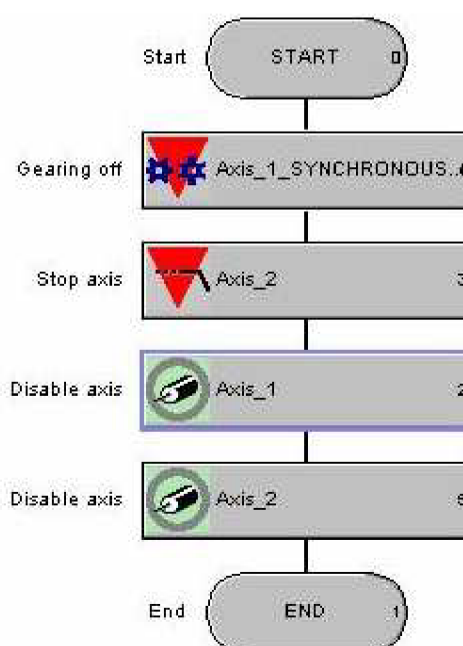 Start START 0
Gearing off Axis_1_SYNCHRONOUS..
Stop axis Axis_2 3
Disable axis Axis_1 2
Disable axis Axis_2
End END 1